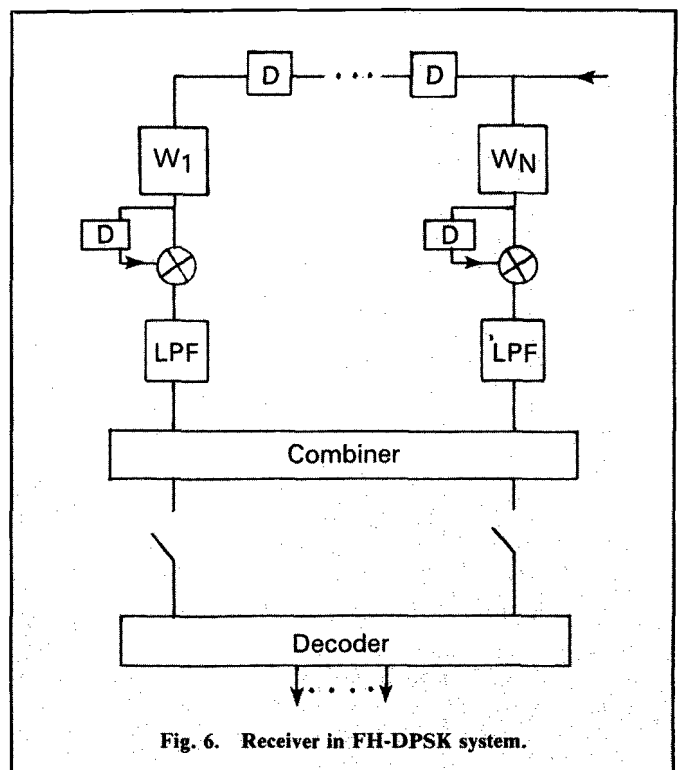 D . . . D
W1 WN
D D
LPF LPF
Combiner
Decoder
. . . .
Fig. 6. Receiver in FH-DPSK system.